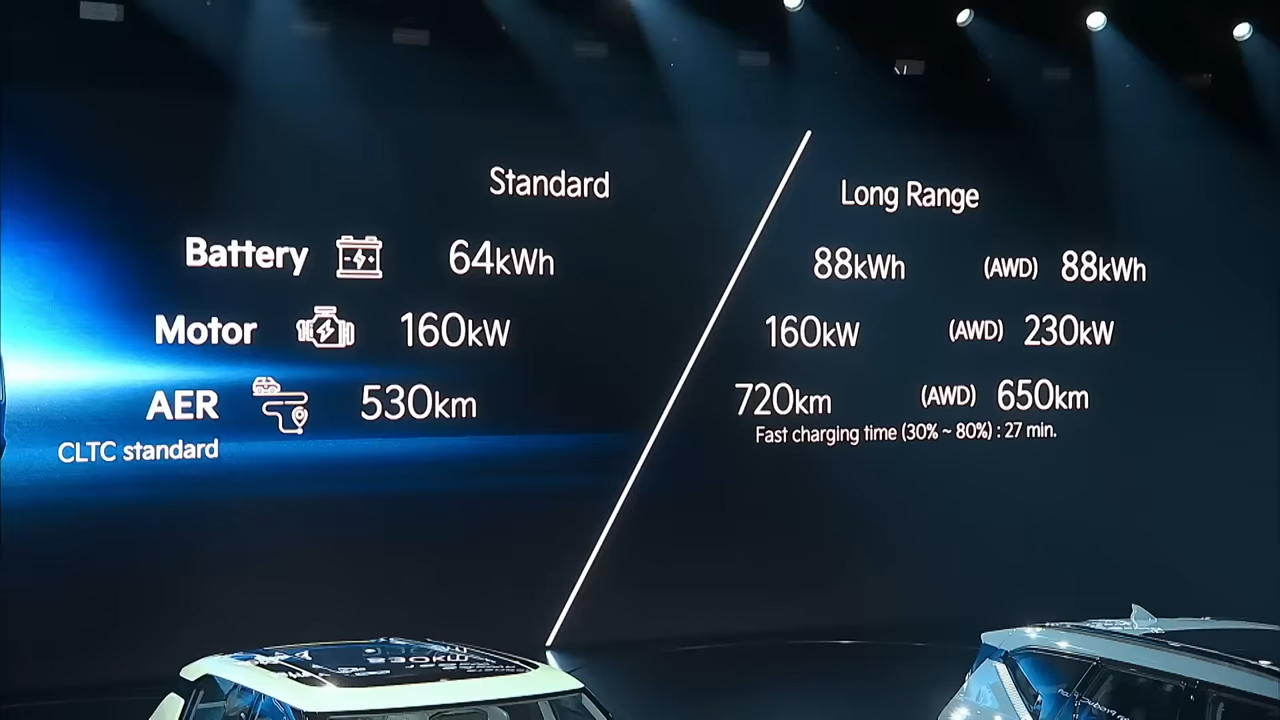 Standard
Long Range
Battery 64kWh 88kWh (AWD) 88kWh
Motor 160kW 160kW (AWD) 230kW
AER 530km 720km (AWD) 650km
CLTC standard
Fast charging time (30% ~ 80%) : 27 min.